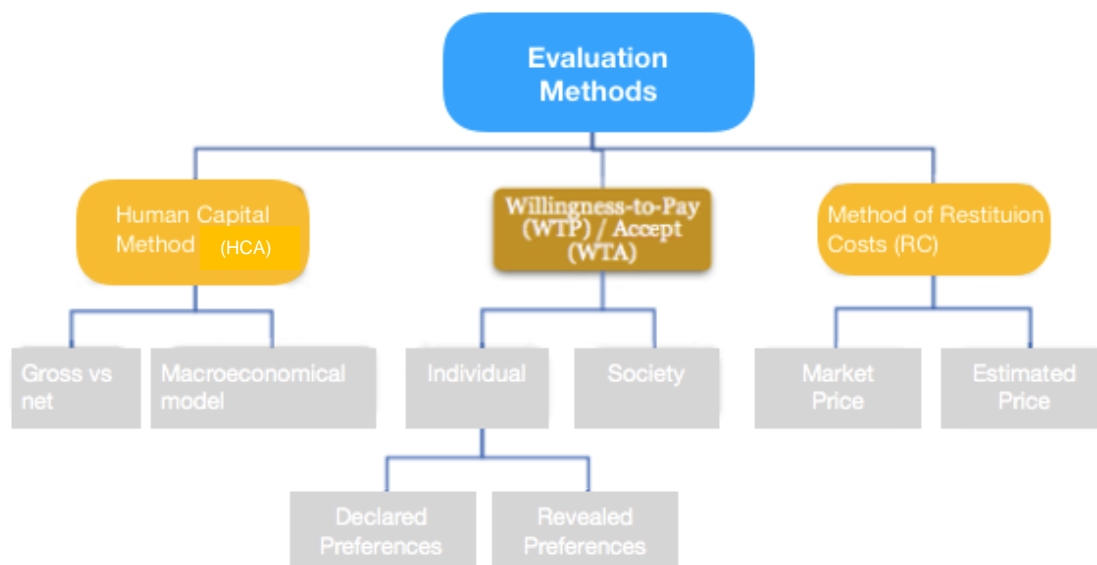 Evaluation
Methods
Human Capital
Method (HCA)
Willingness-to-Pay
(WTP) / Accept
(WTA)
Method of Restituion
Costs (RC)
Gross vs
net
Macroeconomical
model
Individual
Society
Market
Price
Estimated
Price
Declared
Preferences
Revealed
Preferences